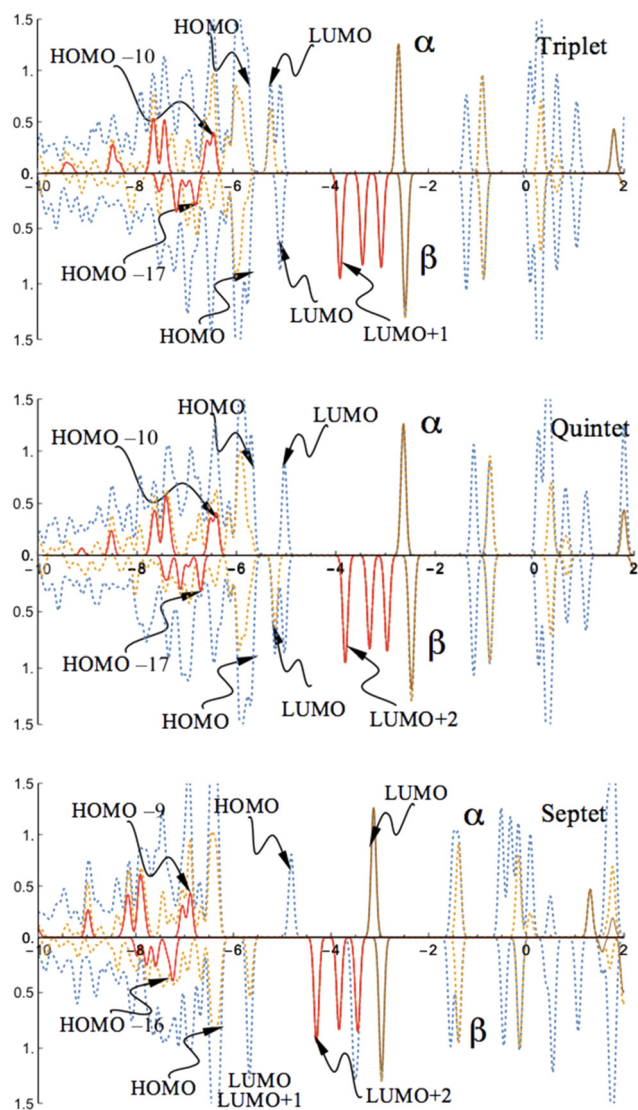 1.5
HOMO
LUMO
α
Triplet
HOMO –10
1.
0.5
0.
–10
–8
–6
–4
–2
0
2
0.5
HOMO –17
β
1.
HOMO
LUMO
LUMO+1
1.5
1.5
HOMO
LUMO
α
Quintet
HOMO –10
1.
0.5
0.
–10
–8
–6
–4
–2
0
2
0.5
HOMO –17
β
1.
HOMO
LUMO
LUMO+2
1.5
1.5
LUMO
HOMO –9
HOMO
α
Septet
1.
0.5
0.
–10
–8
–6
–4
–2
0
2
0.5
HOMO –16
β
1.
HOMO
LUMO
LUMO+1
LUMO+2
1.5